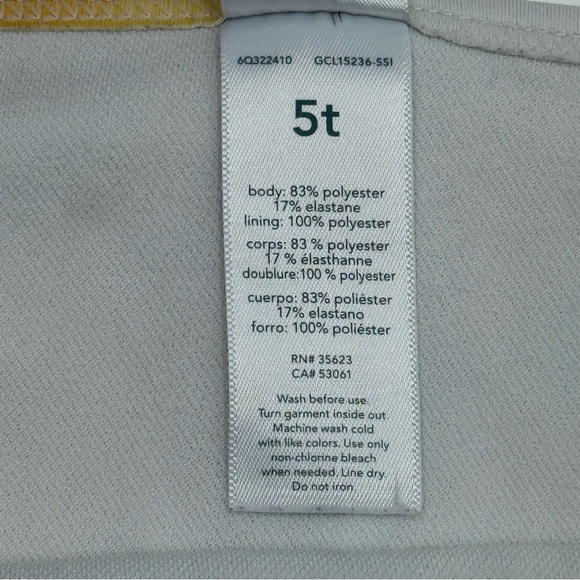 6Q322410 GCL15236-SSI
5t
body: 83% polyester
17% elastane
lining: 100% polyester
corps: 83 % polyester
17 % élasthanne
doublure:100 % polyester
cuerpo: 83% poliéster
17% elastano
forro: 100% poliéster
RN# 35623
CA# 53061
Wash before use.
Turn garment inside out.
Machine wash cold
with like colors. Use only
non-chlorine bleach
when needed. Line dry.
Do not iron.